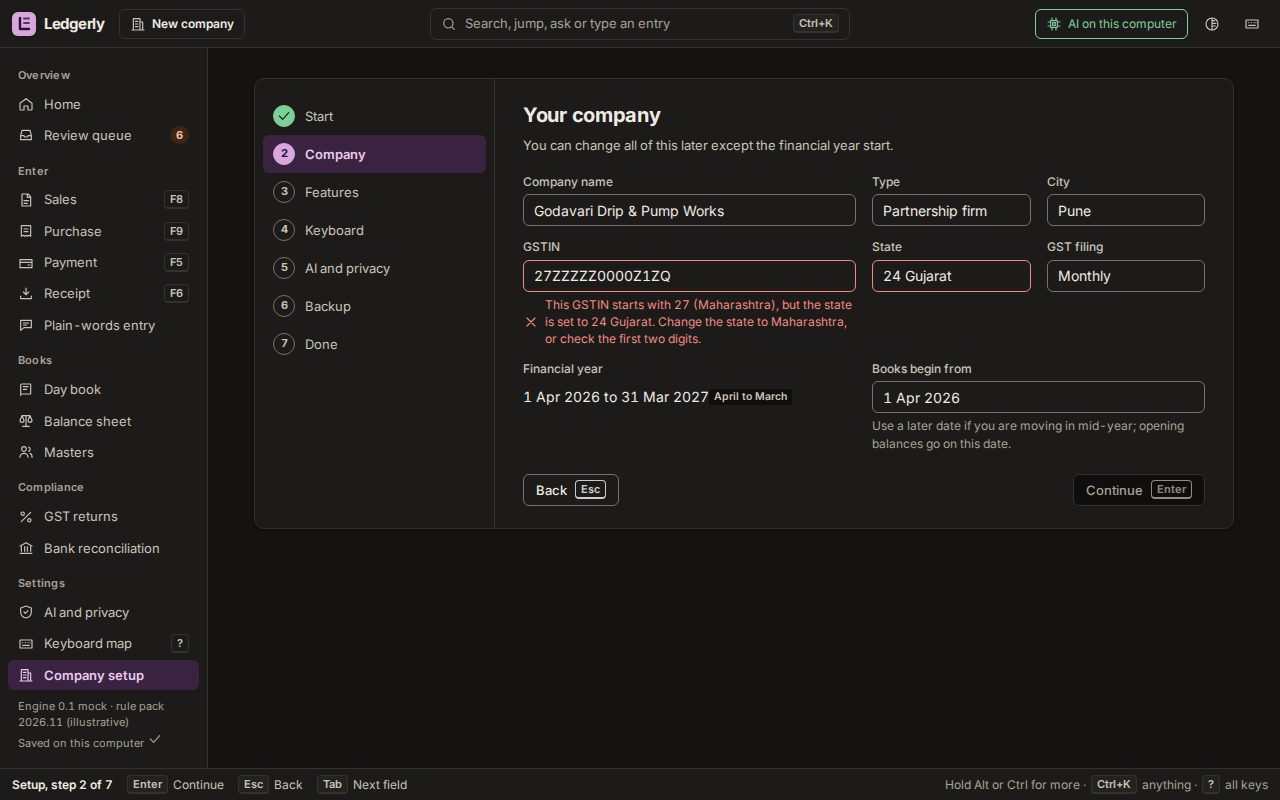 Ledgerly
New company
Search, jump, ask or type an entry
Ctrl+K
AI on this computer
Overview
Home
Review queue 6
Enter
Sales F8
Purchase F9
Payment F5
Receipt F6
Plain-words entry
Books
Day book
Balance sheet
Masters
Compliance
GST returns
Bank reconciliation
Settings
AI and privacy
Keyboard map ?
Company setup
Engine 0.1 mock · rule pack
2026.11 (illustrative)
Saved on this computer
Start
2 Company
3 Features
4 Keyboard
5 AI and privacy
6 Backup
7 Done
Your company
You can change all of this later except the financial year start.
Company name Type City
Godavari Drip & Pump Works Partnership firm Pune
GSTIN State GST filing
27ZZZZZ0000Z1ZQ 24 Gujarat Monthly
This GSTIN starts with 27 (Maharashtra), but the state
is set to 24 Gujarat. Change the state to Maharashtra,
or check the first two digits.
Financial year Books begin from
1 Apr 2026 to 31 Mar 2027 April to March 1 Apr 2026
Use a later date if you are moving in mid-year; opening
balances go on this date.
Back Esc Continue Enter
Setup, step 2 of 7 Enter Continue Esc Back Tab Next field Hold Alt or Ctrl for more · Ctrl+K anything · ? all keys